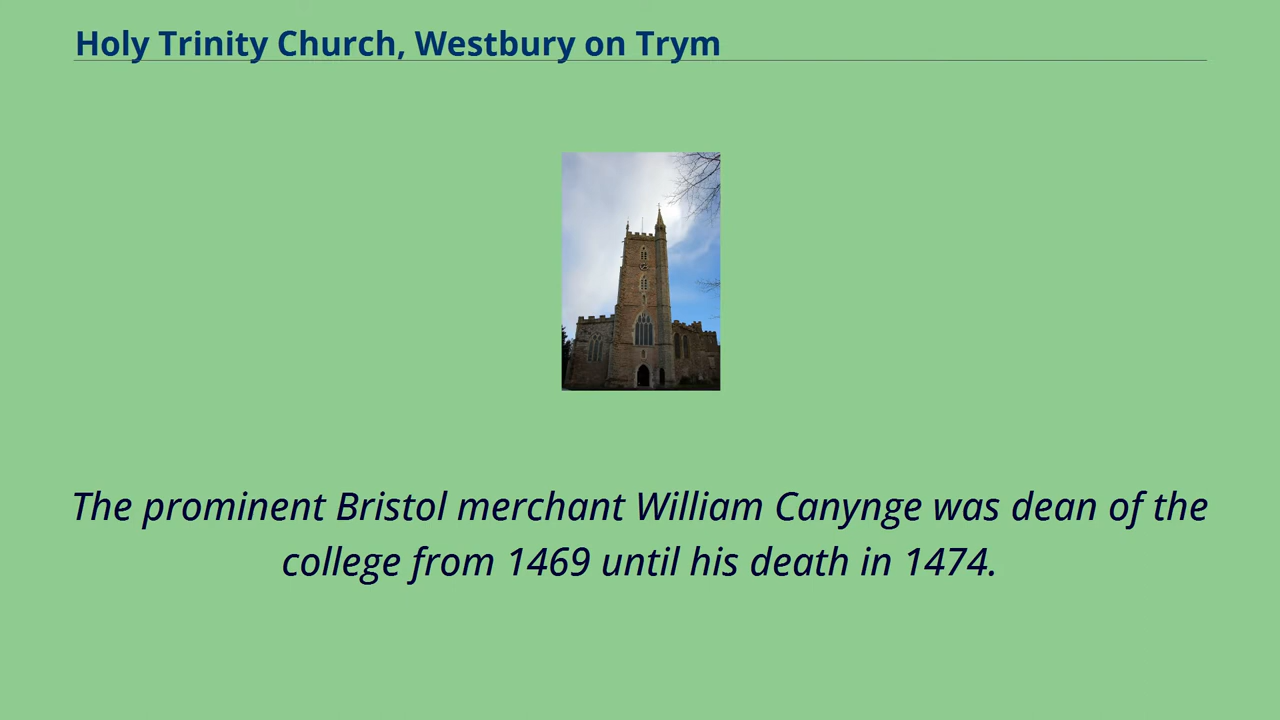 Holy Trinity Church, Westbury on Trym
The prominent Bristol merchant William Canynge was dean of the
college from 1469 until his death in 1474.